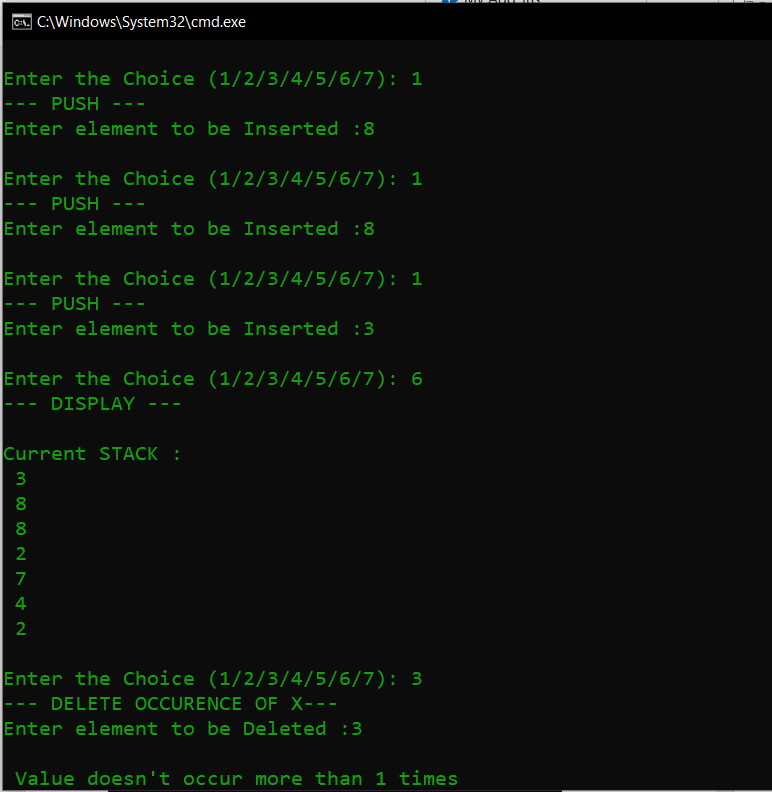 C:\Windows\System32\cmd.exe
Enter the Choice (1/2/3/4/5/6/7): 1
--- PUSH ---
Enter element to be Inserted :8
Enter the Choice (1/2/3/4/5/6/7): 1
--- PUSH ---
Enter element to be Inserted :8
Enter the Choice (1/2/3/4/5/6/7): 1
--- PUSH ---
Enter element to be Inserted :3
Enter the Choice (1/2/3/4/5/6/7): 6
--- DISPLAY ---
Current STACK :
3
8
8
2
7
4
2
Enter the Choice (1/2/3/4/5/6/7): 3
--- DELETE OCCURENCE OF X---
Enter element to be Deleted :3
Value doesn't occur more than 1 times